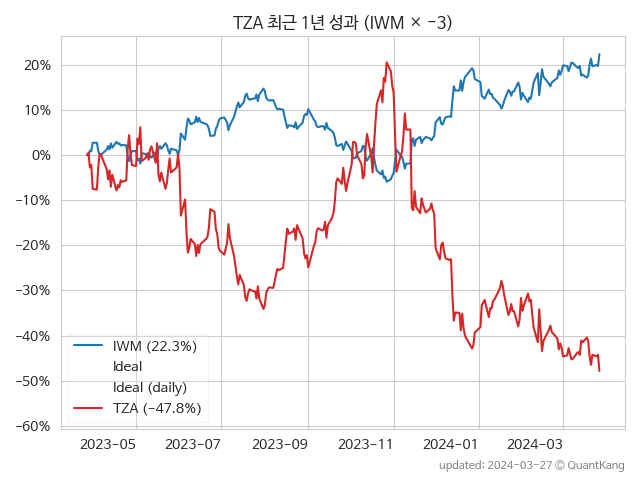 TZA 최근 1년 성과 (IWM × −3)
20%
10%
0%
−10%
−20%
−30%
−40%
−50%
−60%
IWM (22.3%)
Ideal
Ideal (daily)
TZA (−47.8%)
2023-05
2023-07
2023-09
2023-11
2024-01
2024-03
updated: 2024-03-27 © QuantKang